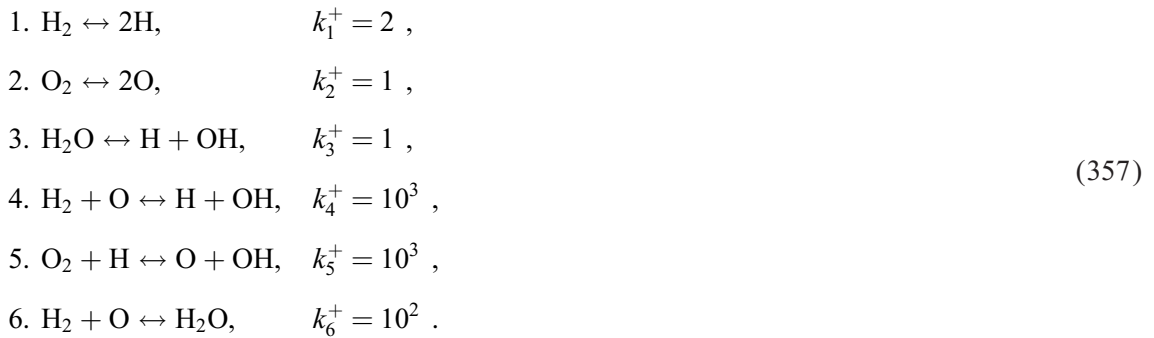 1. H₂ ↔ 2H, k₁⁺ = 2 ,
2. O₂ ↔ 2O, k₂⁺ = 1 ,
3. H₂O ↔ H + OH, k₃⁺ = 1 ,
4. H₂ + O ↔ H + OH, k₄⁺ = 10³ ,
5. O₂ + H ↔ O + OH, k₅⁺ = 10³ ,
6. H₂ + O ↔ H₂O, k₆⁺ = 10² .
(357)